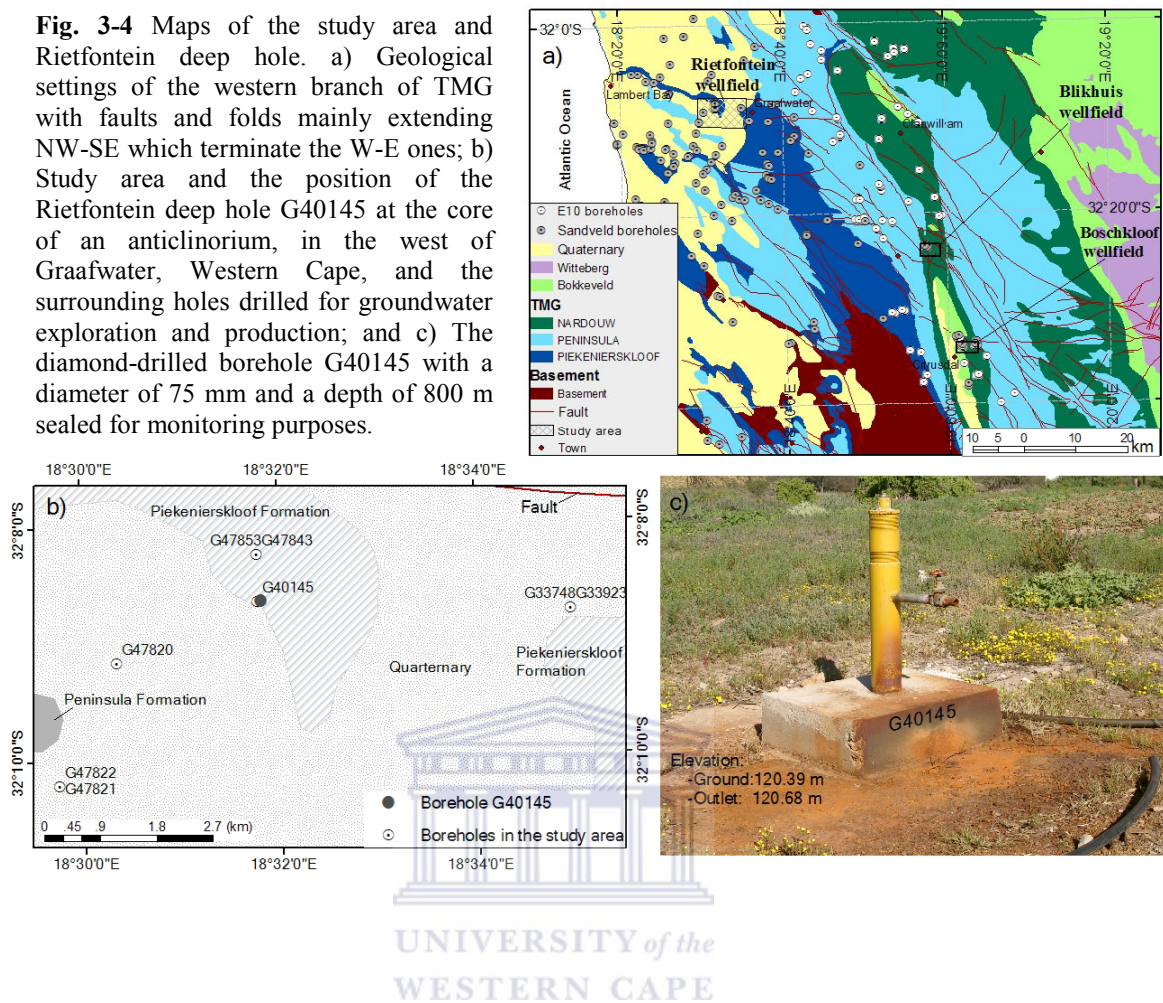 Fig. 3-4 Maps of the study area and
Rietfontein deep hole. a) Geological
settings of the western branch of TMG
with faults and folds mainly extending
NW-SE which terminate the W-E ones; b)
Study area and the position of the
Rietfontein deep hole G40145 at the core
of an anticlinorium, in the west of
Graafwater, Western Cape, and the
surrounding holes drilled for groundwater
exploration and production; and c) The
diamond-drilled borehole G40145 with a
diameter of 75 mm and a depth of 800 m
sealed for monitoring purposes.
32°0'S
18°20'E
18°40'E
19°60'E
19°20'E
a)
Rietfontein
wellfield
Lambert Bay
Graafwater
Clanwilliam
Blikhuis
wellfield
Atlantic Ocean
32°20'0"S
Boschkloof
wellfield
E10 boreholes
Sandveld boreholes
Quaternary
Witteberg
Bokkeveld
TMG
NARDOUW
PENINSULA
PIEKENIERSKLOOF
Basement
Basement
Fault
Study area
Town
10 5 0 10 20
km
18°30'0"E
18°32'0"E
18°34'0"E
b)
Fault
32°8'0"S
32°8'0"S
Piekenierskloof Formation
G47853G47843
G40145
G33748G33923
G47820
Quarternary
Piekenierskloof
Formation
Peninsula Formation
32°10'0"S
32°10'0"S
G47822
G47821
Borehole G40145
Boreholes in the study area
0 .45 .9 1.8 2.7 (km)
18°30'0"E
18°32'0"E
18°34'0"E
c)
G40145
Elevation:
-Ground:120.39 m
-Outlet: 120.68 m
UNIVERSITY of the
WESTERN CAPE